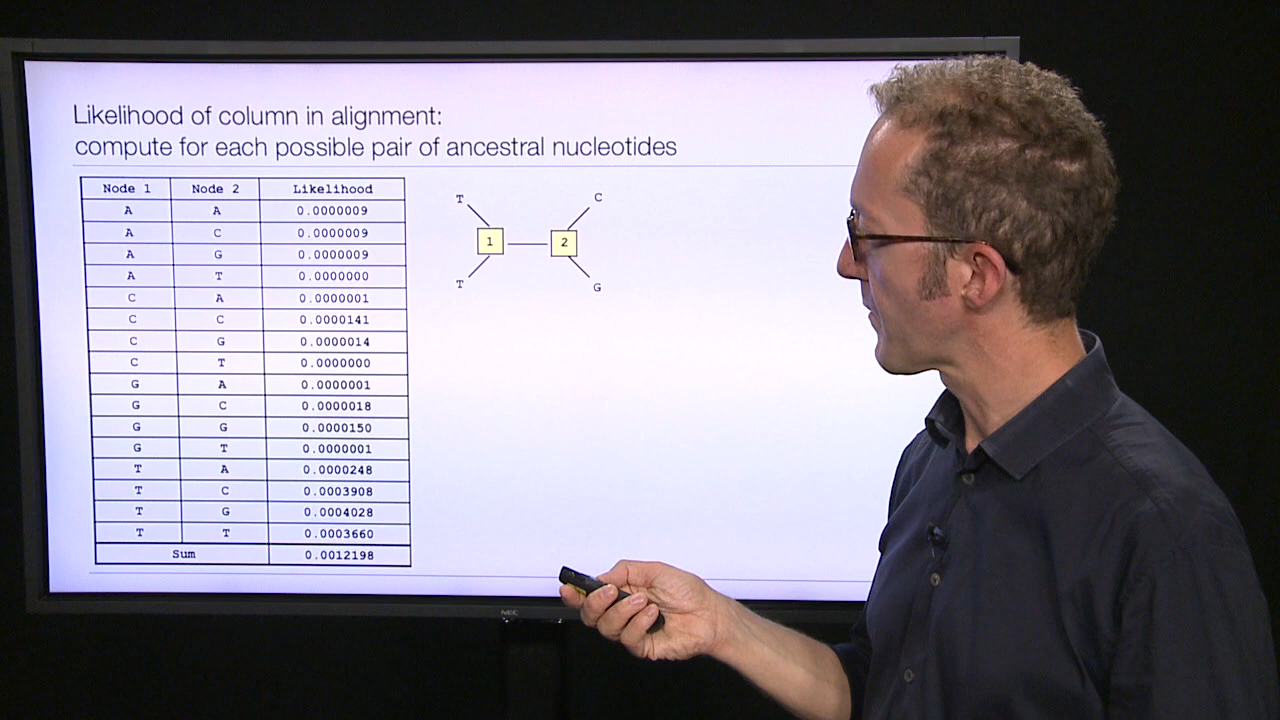 Likelihood of column in alignment:
compute for each possible pair of ancestral nucleotides
Node 1 Node 2 Likelihood
A A 0.0000009
A C 0.0000009
A G 0.0000009
A T 0.0000000
C A 0.0000001
C C 0.0000141
C G 0.0000014
C T 0.0000000
G A 0.0000001
G C 0.0000018
G G 0.0000150
G T 0.0000001
T A 0.0000248
T C 0.0003908
T G 0.0004028
T T 0.0003660
Sum 0.0012198
T C
1 2
T G
NEC